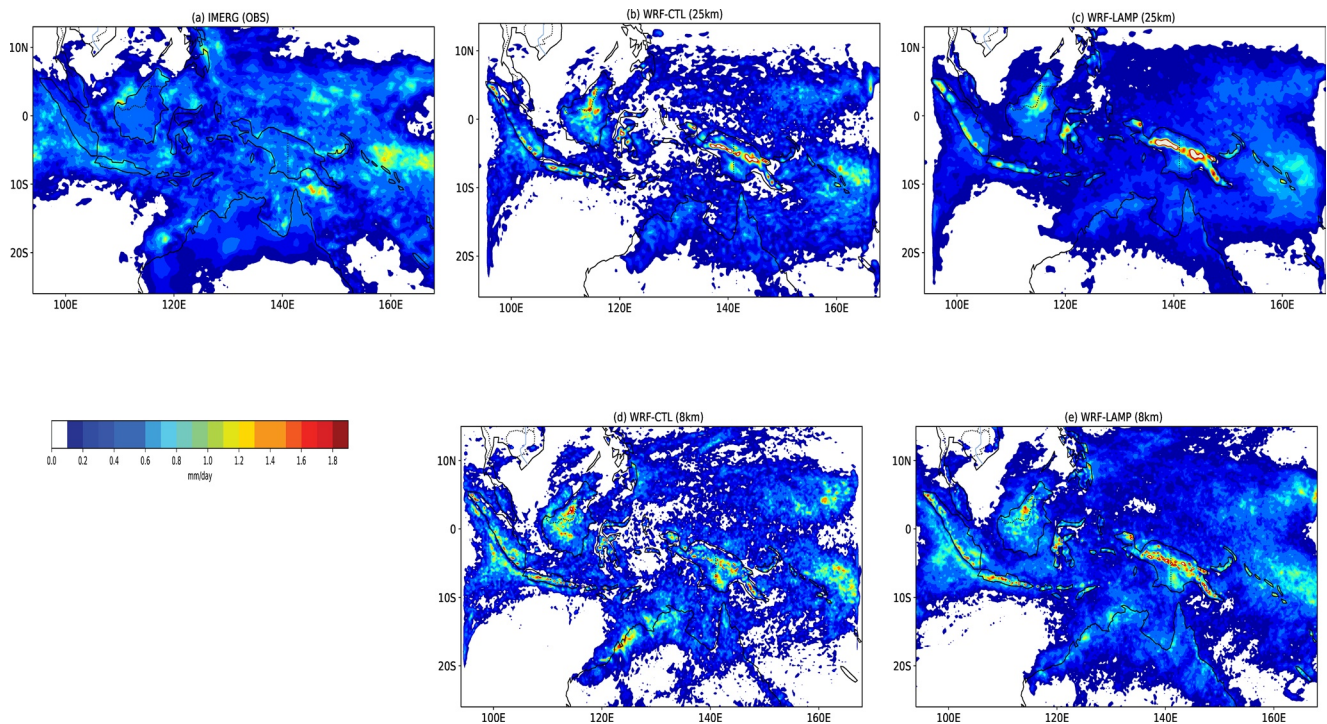 (a) IMERG (OBS)
(b) WRF-CTL (25km)
(c) WRF-LAMP (25km)
10N
0
10S
20S
100E 120E 140E 160E
10N
0
10S
20S
100E 120E 140E 160E
10N
0
10S
20S
100E 120E 140E 160E
0.0 0.2 0.4 0.6 0.8 1.0 1.2 1.4 1.6 1.8
mm/day
(d) WRF-CTL (8km)
(e) WRF-LAMP (8km)
10N
0
10S
20S
100E 120E 140E 160E
10N
0
10S
20S
100E 120E 140E 160E